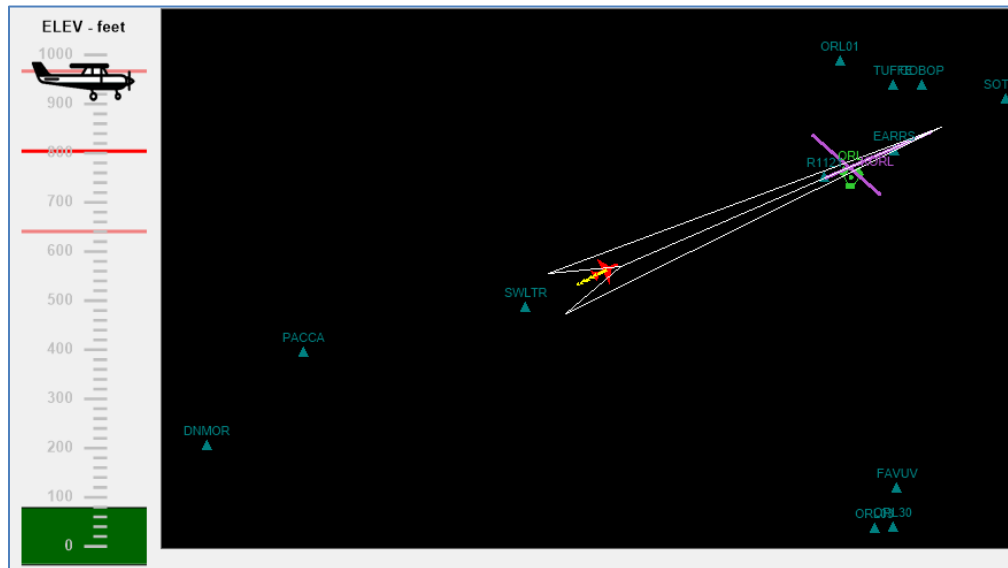 ELEV - feet
1000
900
800
700
600
500
400
300
200
100
0
ORL01
TUFFE
SOT
EARRS
R112
ORL
SWLTR
PACCA
DNMOR
FAVUV
ORL30